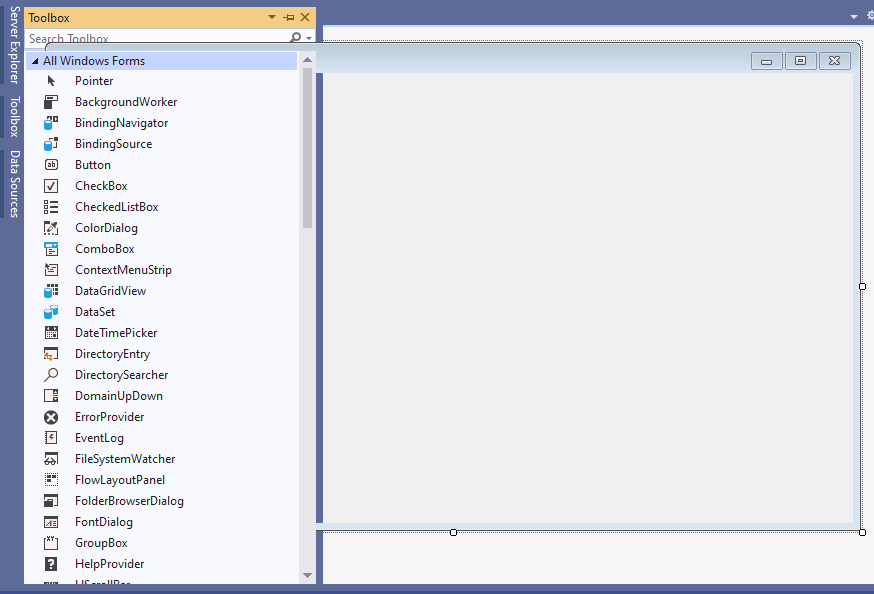 Server Explorer
Toolbox
Data Sources
Toolbox
Search Toolbox
All Windows Forms
Pointer
BackgroundWorker
BindingNavigator
BindingSource
Button
CheckBox
CheckedListBox
ColorDialog
ComboBox
ContextMenuStrip
DataGridView
DataSet
DateTimePicker
DirectoryEntry
DirectorySearcher
DomainUpDown
ErrorProvider
EventLog
FileSystemWatcher
FlowLayoutPanel
FolderBrowserDialog
FontDialog
GroupBox
HelpProvider
HScrollBar